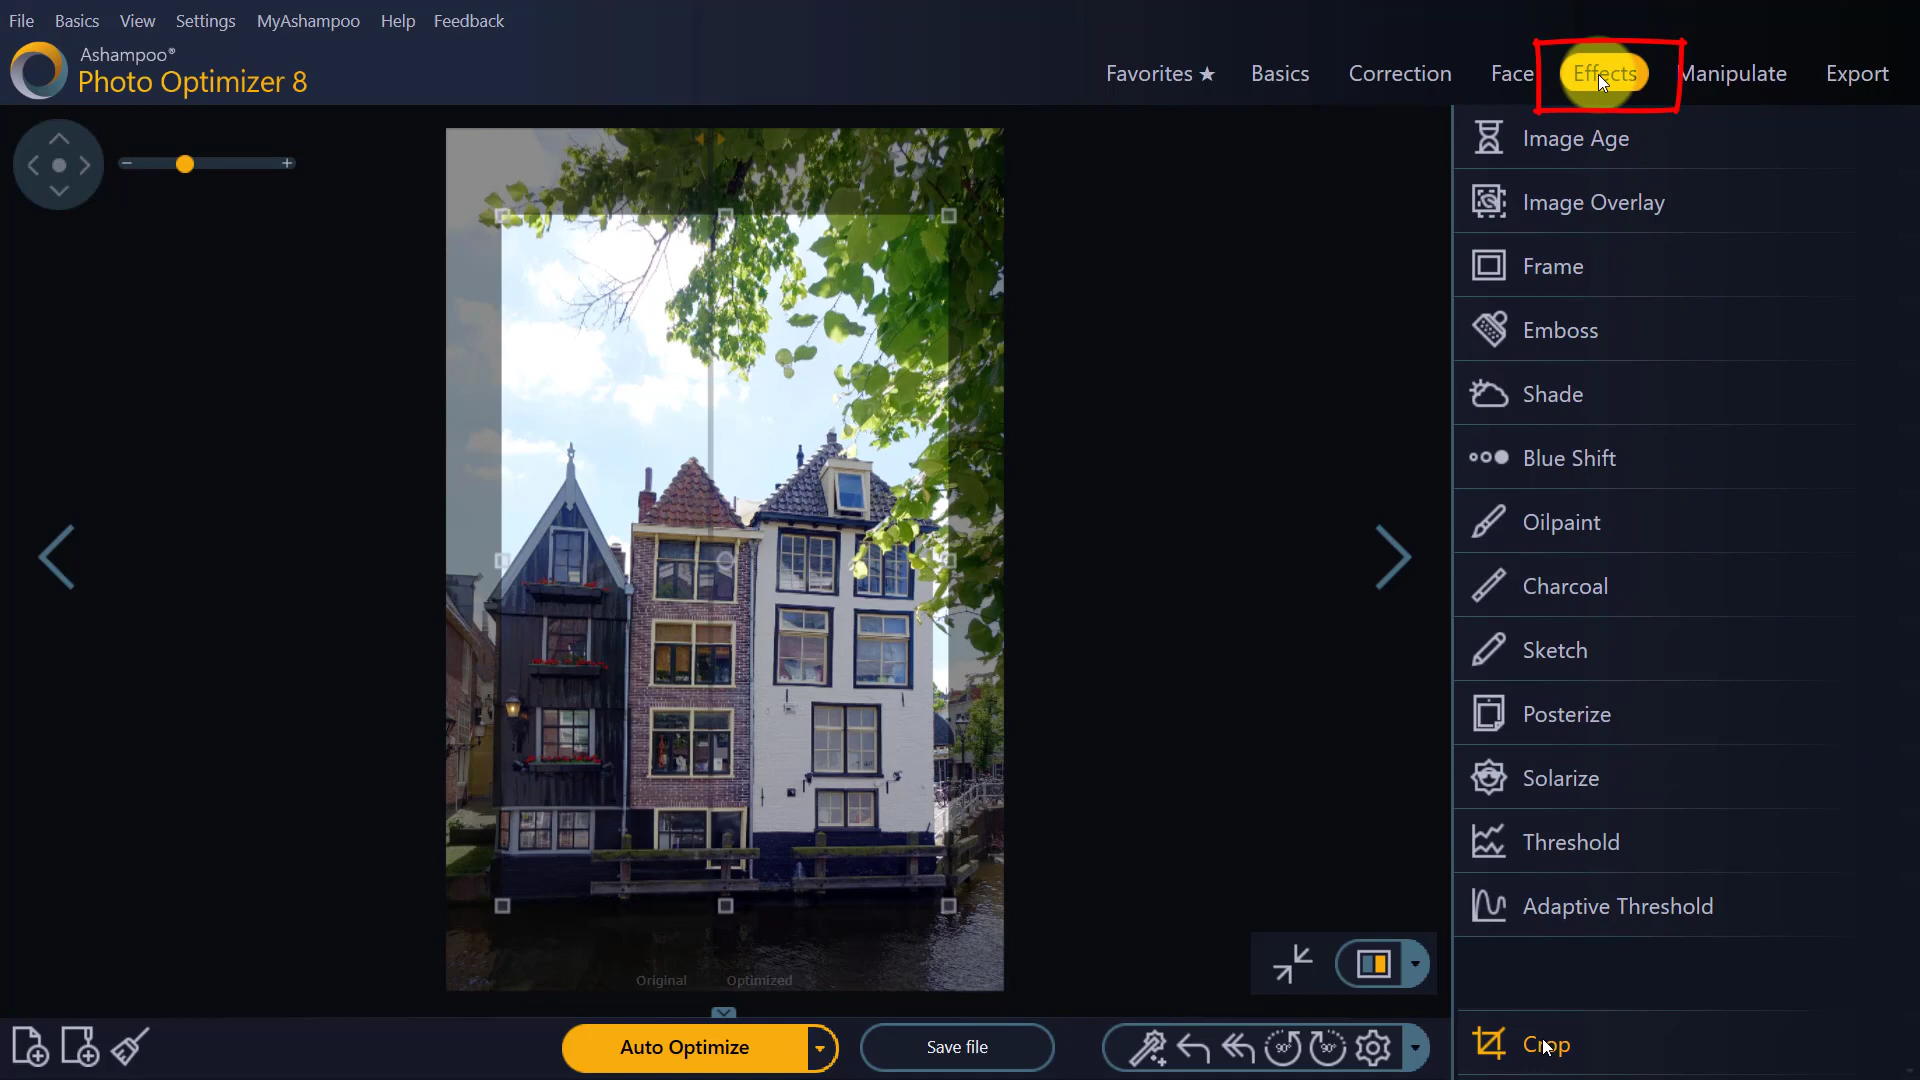 File Basics View Settings MyAshampoo Help Feedback
Ashampoo®
Photo Optimizer 8
Favorites ★ Basics Correction Face Effects Manipulate Export
Image Age
Image Overlay
Frame
Emboss
Shade
Blue Shift
Oilpaint
Charcoal
Sketch
Posterize
Solarize
Threshold
Adaptive Threshold
Original Optimized
Crop
Auto Optimize
Save file
90° 90°